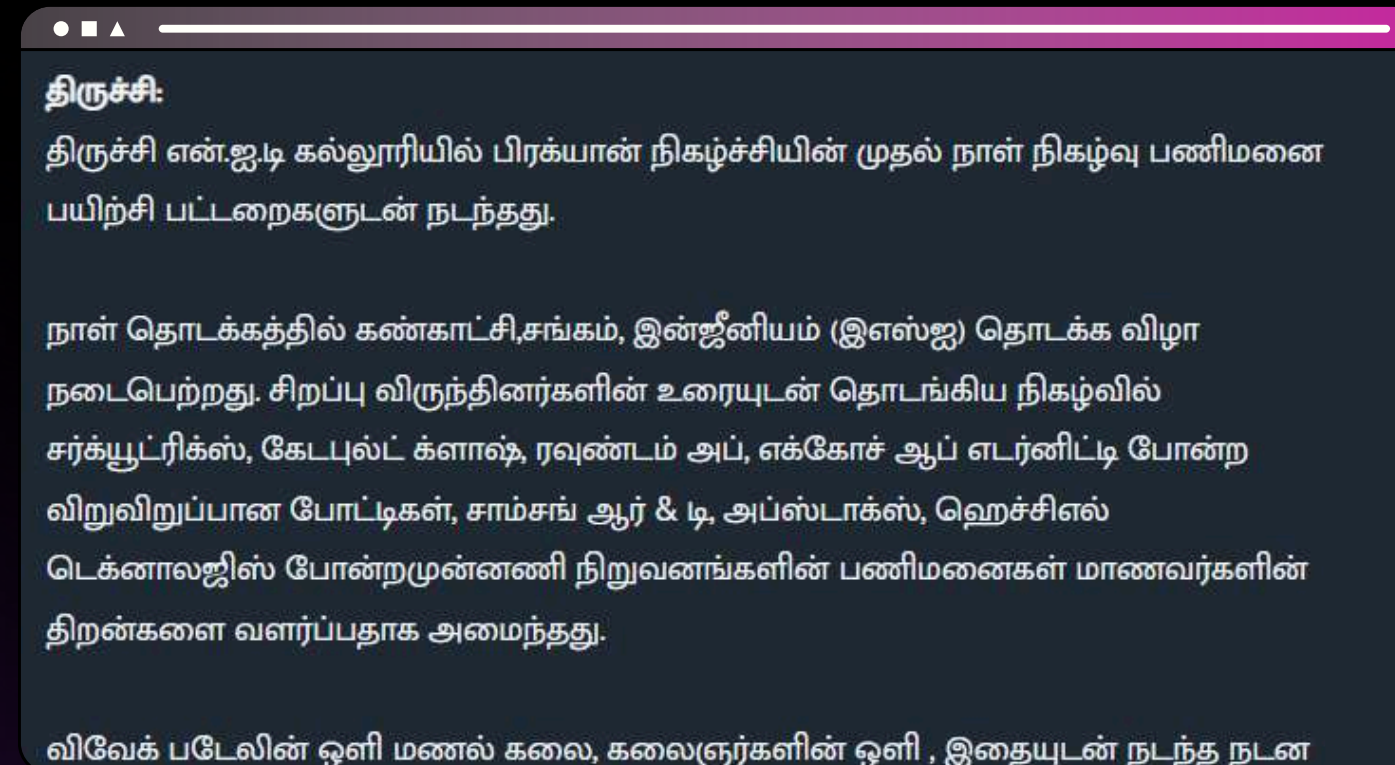 திருச்சி:
திருச்சி என்.ஐ.டி கல்லூரியில் பிரக்யான் நிகழ்ச்சியின் முதல் நாள் நிகழ்வு பணிமனை
பயிற்சி பட்டறைகளுடன் நடந்தது.
நாள் தொடக்கத்தில் கண்காட்சி,சங்கம், இன்ஜீனியம் (இஎஸ்ஐ) தொடக்க விழா
நடைபெற்றது. சிறப்பு விருந்தினர்களின் உரையுடன் தொடங்கிய நிகழ்வில்
சர்க்யூட்ரிக்ஸ், கேடபுல்ட் க்ளாஷ், ரவுண்டம் அப், எக்கோச் ஆப் எடர்னிட்டி போன்ற
விறுவிறுப்பான போட்டிகள், சாம்சங் ஆர் & டி, அப்ஸ்டாக்ஸ், ஹெச்சிஎல்
டெக்னாலஜிஸ் போன்றமுன்னணி நிறுவனங்களின் பணிமனைகள் மாணவர்களின்
திறன்களை வளர்ப்பதாக அமைந்தது.
விவேக் படேலின் ஒளி மணல் கலை, கலைஞர்களின் ஒளி , இதையுடன் நடந்த நடன